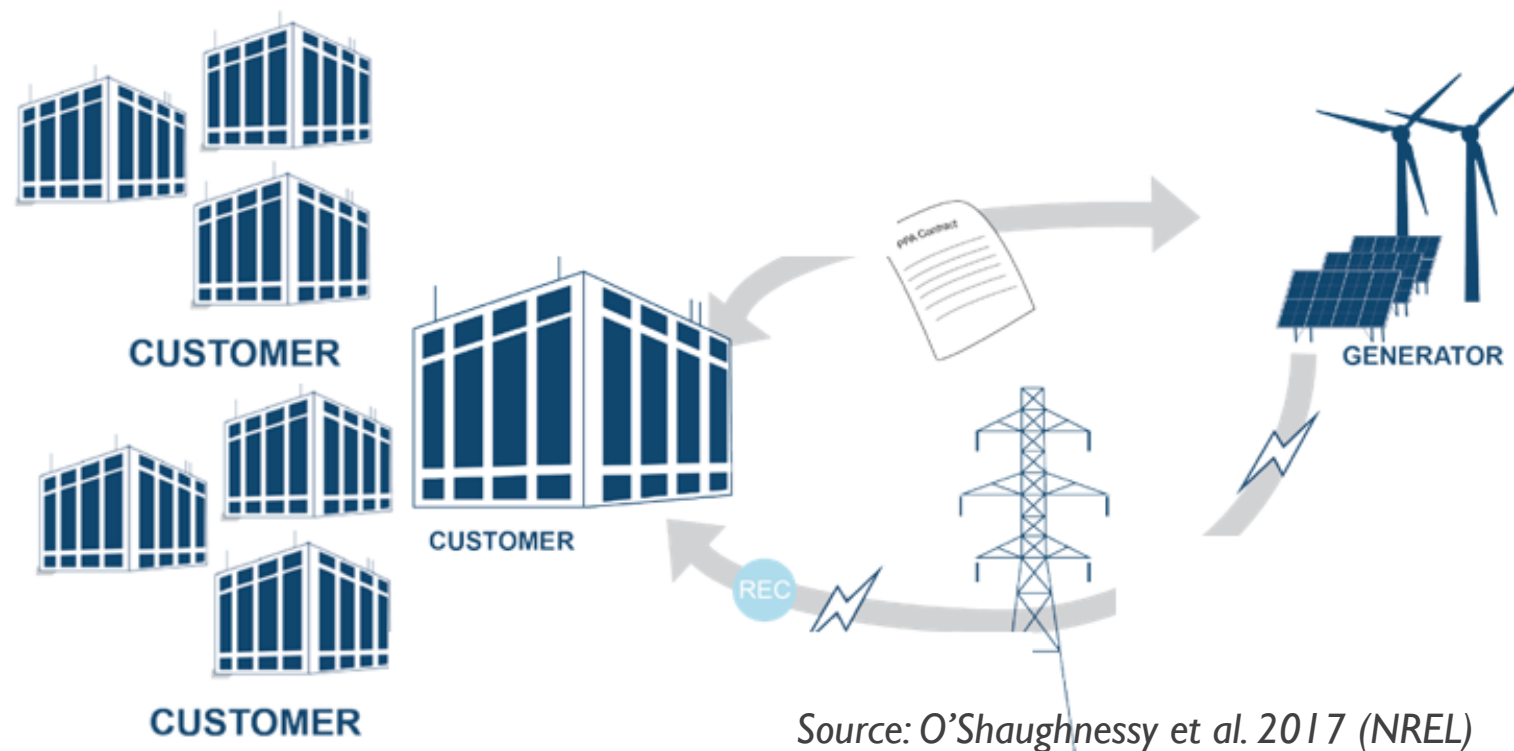 CUSTOMER
PPA Contract
GENERATOR
CUSTOMER
REC
CUSTOMER
Source: O'Shaughnessy et al. 2017 (NREL)